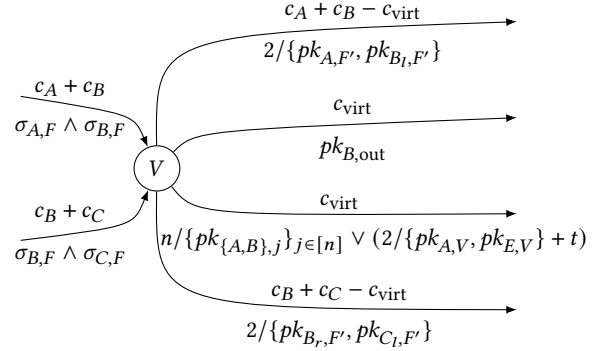 c_A + c_B − c_virt
2/{pk_{A,F′}, pk_{B_l,F′}}
c_A + c_B
σ_{A,F} ∧ σ_{B,F}
c_virt
pk_{B,out}
V
c_B + c_C
σ_{B,F} ∧ σ_{C,F}
c_virt
n/{pk_{{A,B},j}}_{j∈[n]} ∨ (2/{pk_{A,V}, pk_{E,V}} + t)
c_B + c_C − c_virt
2/{pk_{B_r,F′}, pk_{C_l,F′}}